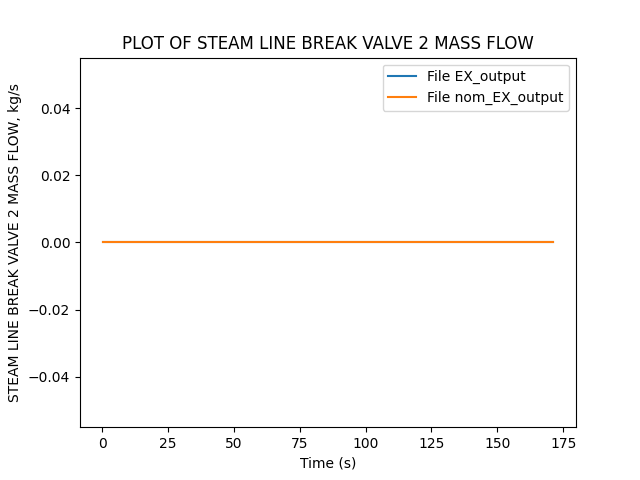 PLOT OF STEAM LINE BREAK VALVE 2 MASS FLOW
File EX_output
File nom_EX_output
STEAM LINE BREAK VALVE 2 MASS FLOW, kg/s
0.04
0.02
0.00
−0.02
−0.04
0 25 50 75 100 125 150 175
Time (s)